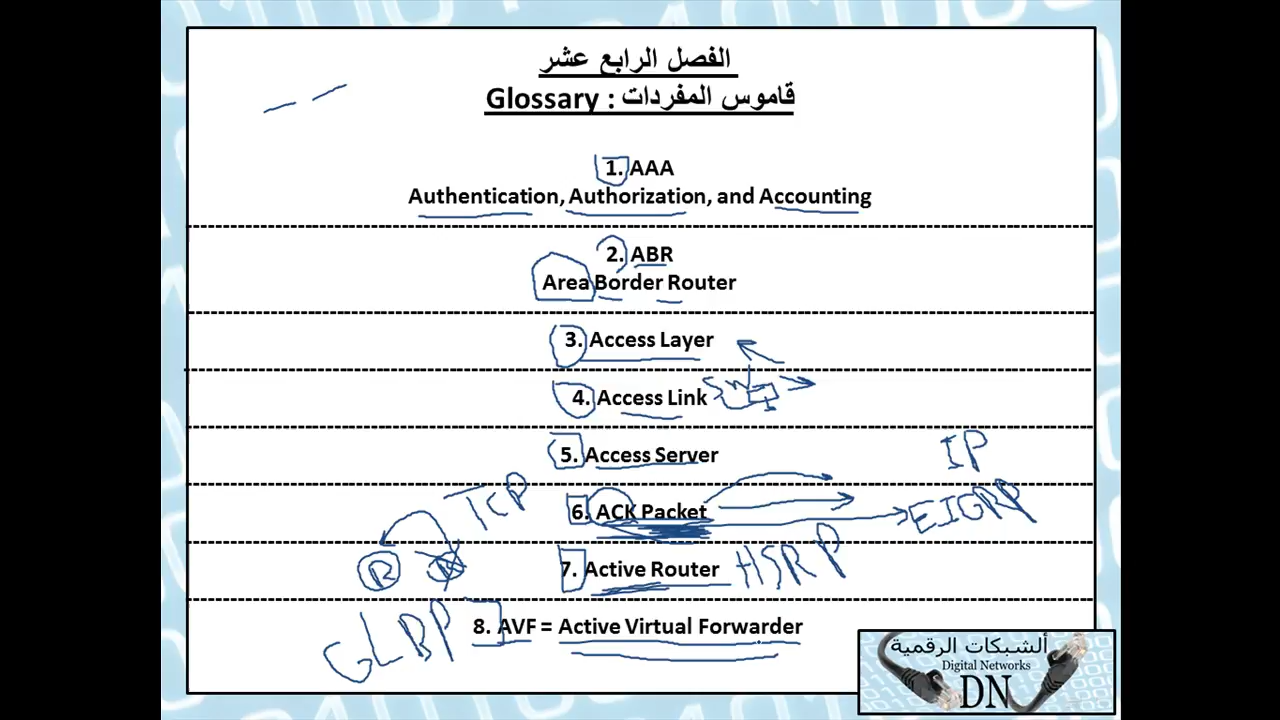 الفصل الرابع عشر
قاموس المفردات : Glossary
1. AAA
Authentication, Authorization, and Accounting
2. ABR
Area Border Router
3. Access Layer
4. Access Link
SW
5. Access Server
IP
6. ACK Packet
TCP
EIGRP
7. Active Router
HSRP
R
R
8. AVF = Active Virtual Forwarder
GLBP
ألشبكات الرقمية
Digital Networks
DN